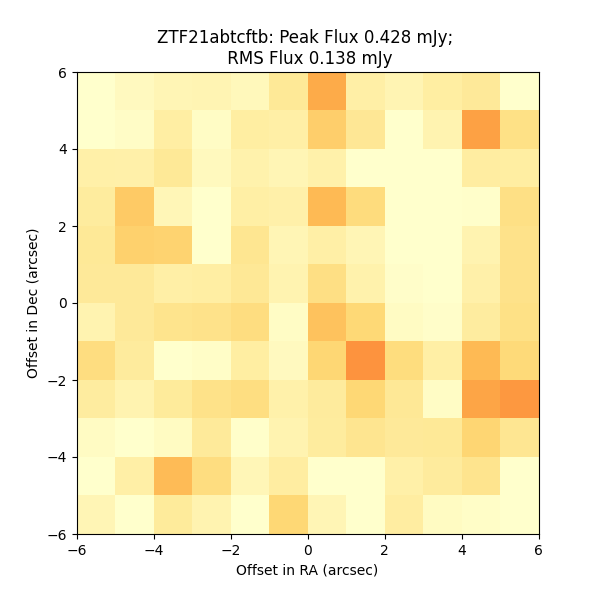 ZTF21abtcftb: Peak Flux 0.428 mJy;
RMS Flux 0.138 mJy
6
4
2
0
−2
−4
−6
Offset in Dec (arcsec)
−6 −4 −2 0 2 4 6
Offset in RA (arcsec)